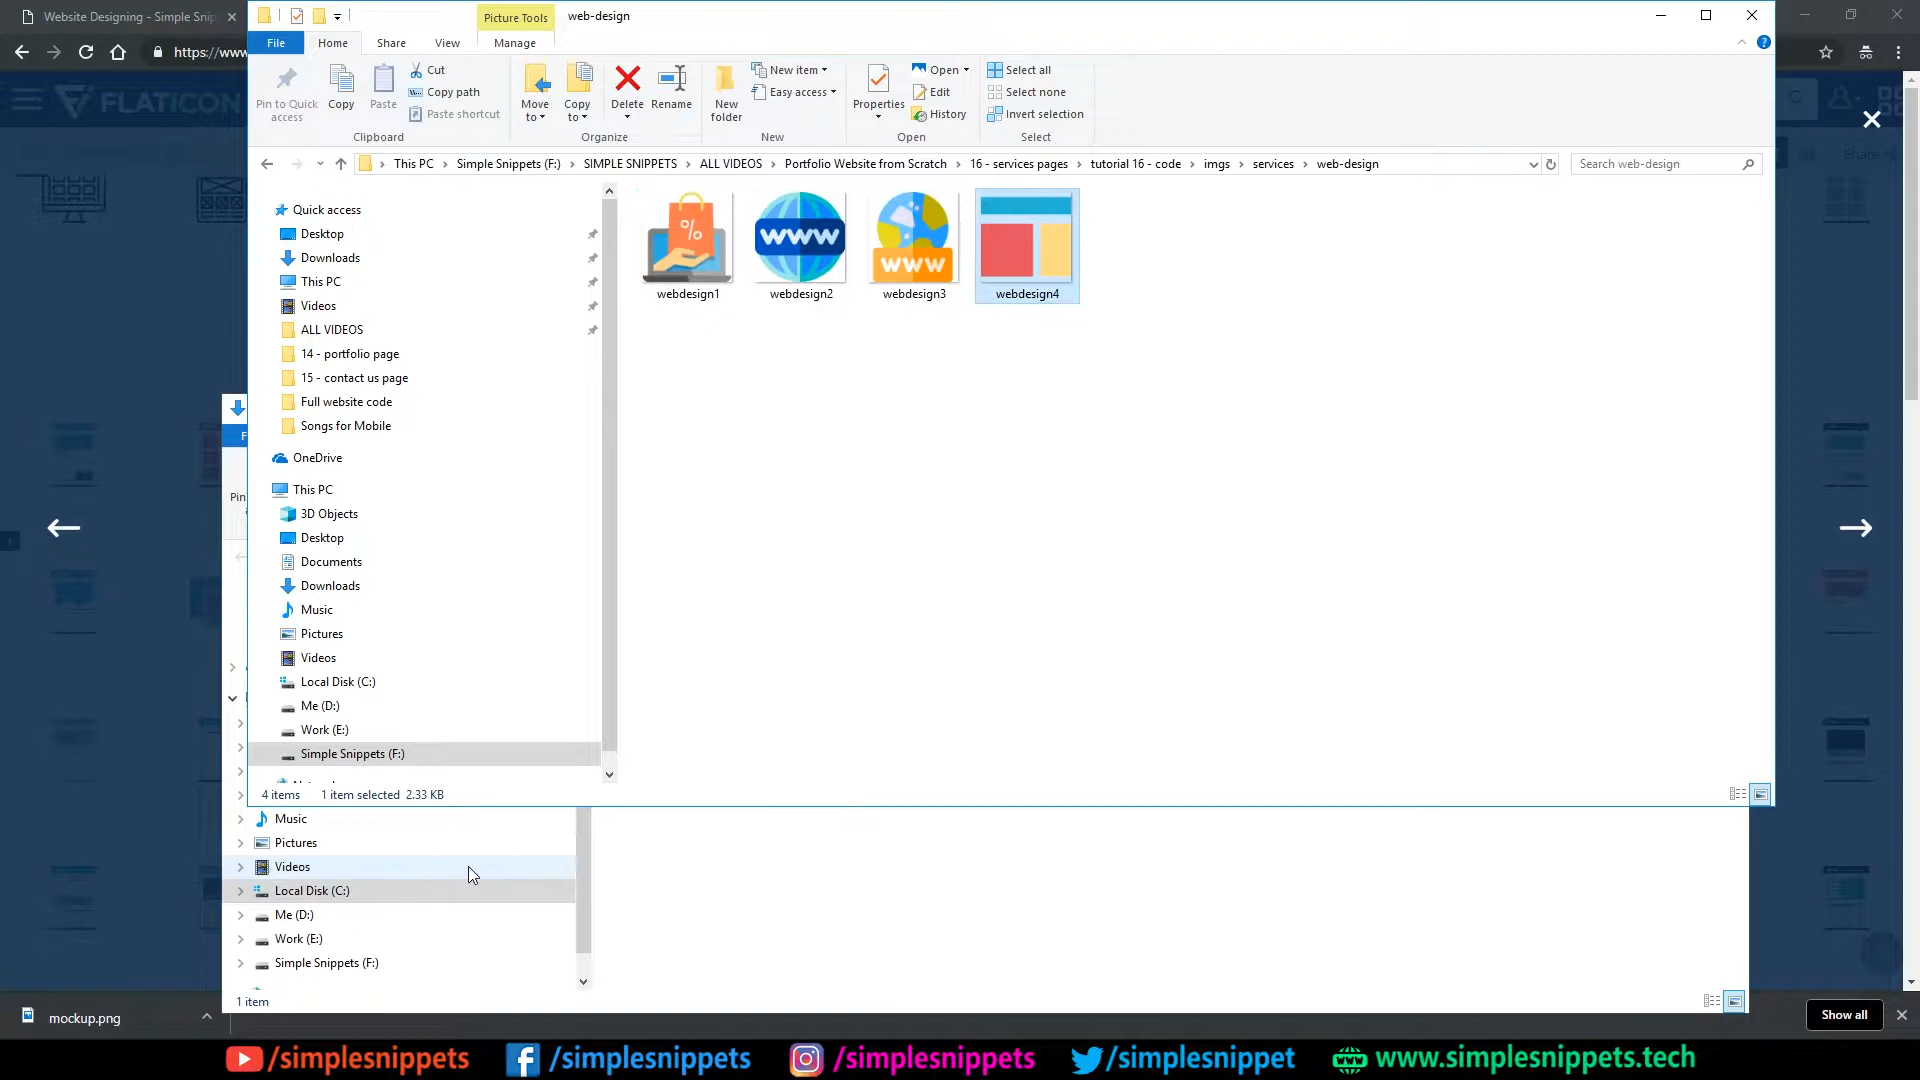 Website Designing - Simple Snip
https://www
FLATICON
Share
Picture Tools
web-design
File
Home
Share
View
Manage
Pin to Quick access
Copy
Paste
Cut
Copy path
Paste shortcut
Clipboard
Move to
Copy to
Delete
Rename
Organize
New folder
New item
Easy access
New
Properties
Open
Edit
History
Open
Select all
Select none
Invert selection
Select
This PC
Simple Snippets (F:)
SIMPLE SNIPPETS
ALL VIDEOS
Portfolio Website from Scratch
16 - services pages
tutorial 16 - code
imgs
services
web-design
Search web-design
Quick access
Desktop
Downloads
This PC
Videos
ALL VIDEOS
14 - portfolio page
15 - contact us page
Full website code
Songs for Mobile
OneDrive
This PC
3D Objects
Desktop
Documents
Downloads
Music
Pictures
Videos
Local Disk (C:)
Me (D:)
Work (E:)
Simple Snippets (F:)
%
WWW
WWW
webdesign1
webdesign2
webdesign3
webdesign4
4 items
1 item selected 2.33 KB
F
Pin
Music
Pictures
Videos
Local Disk (C:)
Me (D:)
Work (E:)
Simple Snippets (F:)
1 item
mockup.png
Show all
/simplesnippets
/simplesnippets
/simplesnippets
/simplesnippet
www.simplesnippets.tech